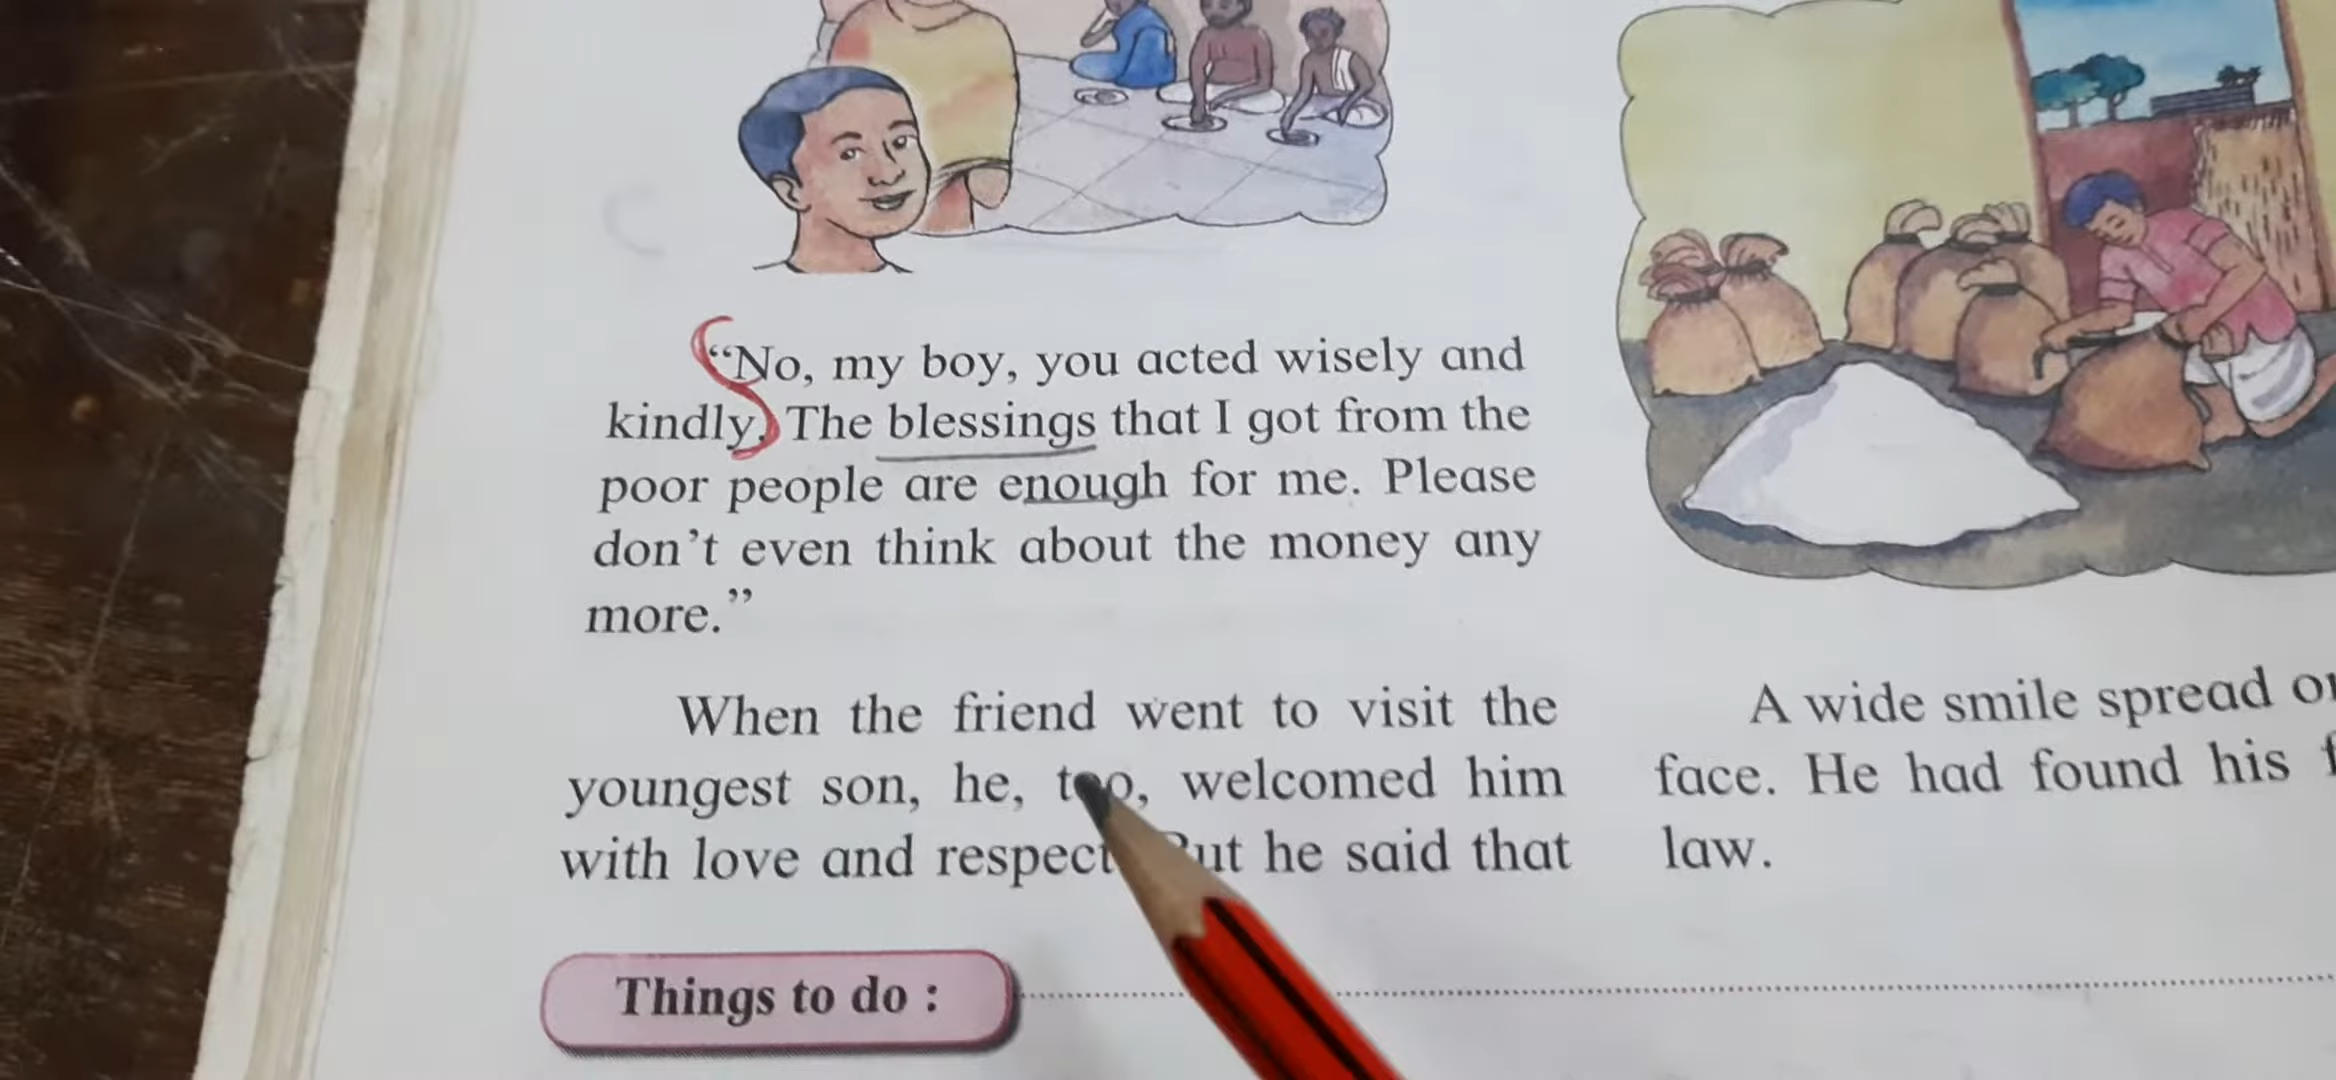 “No, my boy, you acted wisely and
kindly. The blessings that I got from the
poor people are enough for me. Please
don’t even think about the money any
more.”
When the friend went to visit the
youngest son, he, too, welcomed him
with love and respect. But he said that
Things to do :
A wide smile spread
face. He had found his
law.